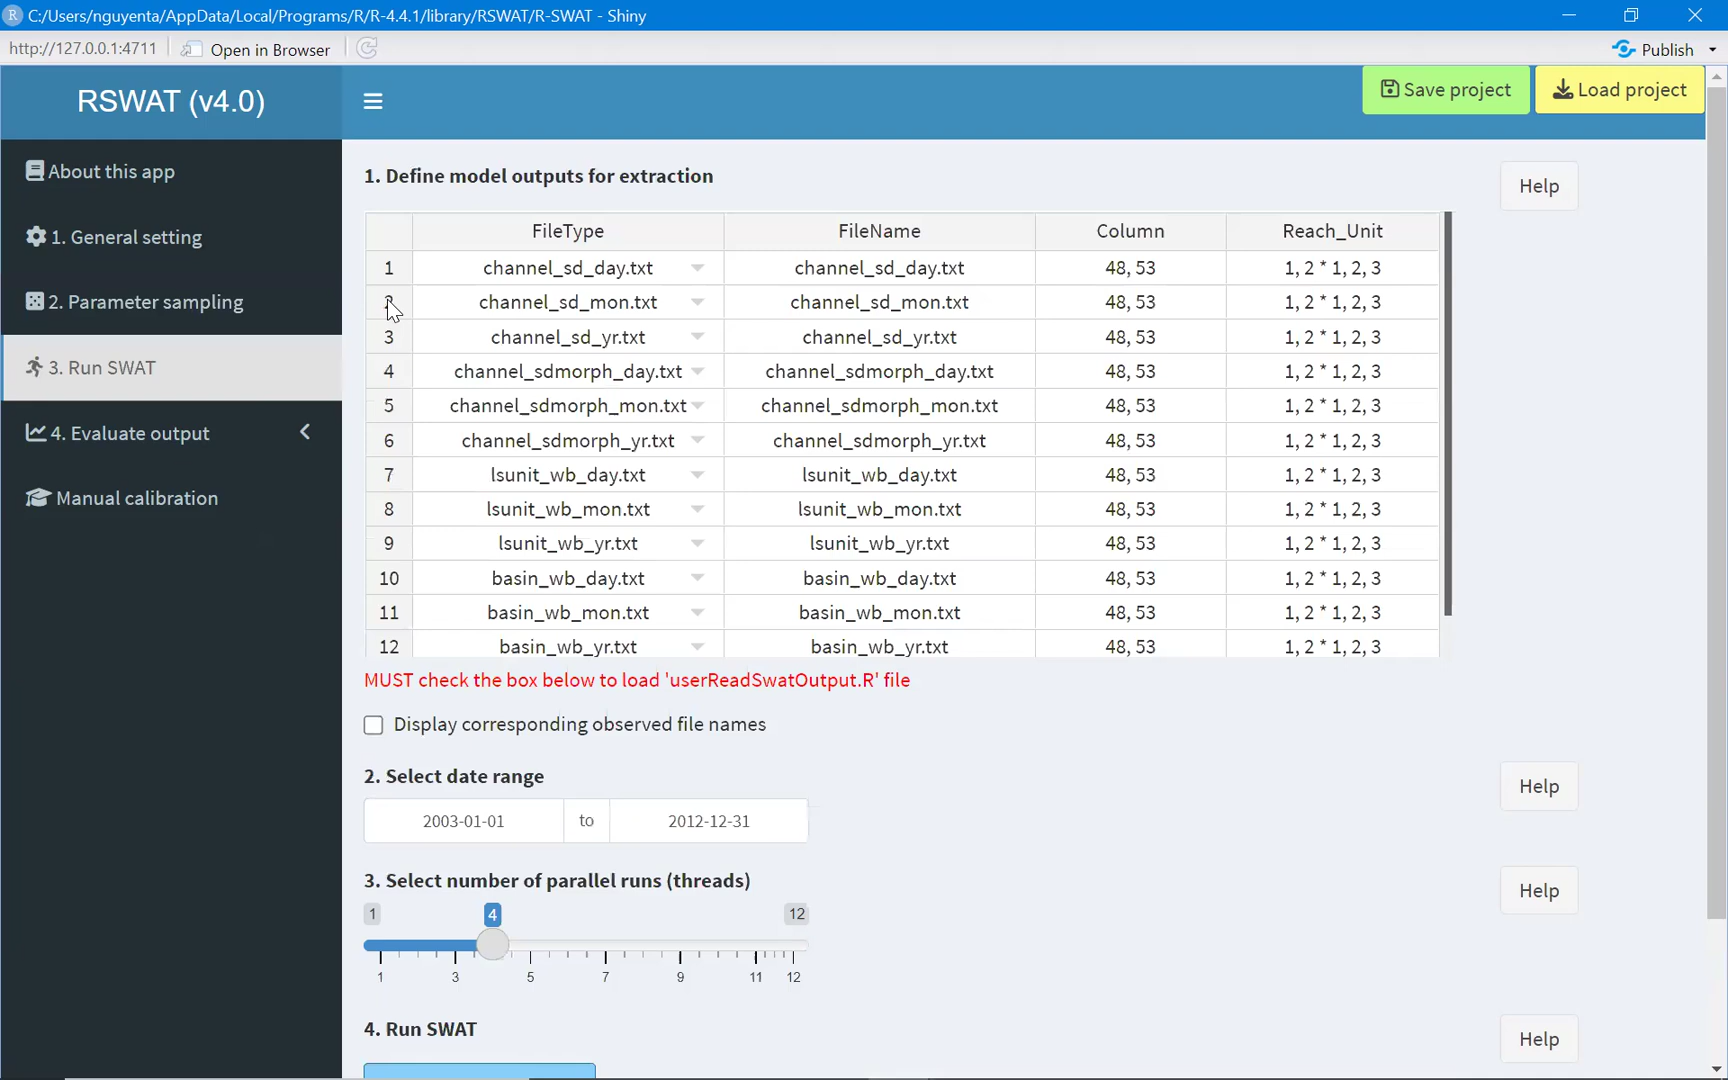 R C:/Users/nguyenta/AppData/Local/Programs/R/R-4.4.1/library/RSWAT/R-SWAT - Shiny
http://127.0.0.1:4711 Open in Browser Publish
RSWAT (v4.0) Save project Load project
About this app
1. General setting
2. Parameter sampling
3. Run SWAT
4. Evaluate output
Manual calibration
1. Define model outputs for extraction Help
FileType FileName Column Reach_Unit
1 channel_sd_day.txt channel_sd_day.txt 48, 53 1, 2 * 1, 2, 3
2 channel_sd_mon.txt channel_sd_mon.txt 48, 53 1, 2 * 1, 2, 3
3 channel_sd_yr.txt channel_sd_yr.txt 48, 53 1, 2 * 1, 2, 3
4 channel_sdmorph_day.txt channel_sdmorph_day.txt 48, 53 1, 2 * 1, 2, 3
5 channel_sdmorph_mon.txt channel_sdmorph_mon.txt 48, 53 1, 2 * 1, 2, 3
6 channel_sdmorph_yr.txt channel_sdmorph_yr.txt 48, 53 1, 2 * 1, 2, 3
7 lsunit_wb_day.txt lsunit_wb_day.txt 48, 53 1, 2 * 1, 2, 3
8 lsunit_wb_mon.txt lsunit_wb_mon.txt 48, 53 1, 2 * 1, 2, 3
9 lsunit_wb_yr.txt lsunit_wb_yr.txt 48, 53 1, 2 * 1, 2, 3
10 basin_wb_day.txt basin_wb_day.txt 48, 53 1, 2 * 1, 2, 3
11 basin_wb_mon.txt basin_wb_mon.txt 48, 53 1, 2 * 1, 2, 3
12 basin_wb_yr.txt basin_wb_yr.txt 48, 53 1, 2 * 1, 2, 3
MUST check the box below to load 'userReadSwatOutput.R' file
Display corresponding observed file names
2. Select date range Help
2003-01-01 to 2012-12-31
3. Select number of parallel runs (threads) Help
1 4 12
1 3 5 7 9 11 12
4. Run SWAT Help